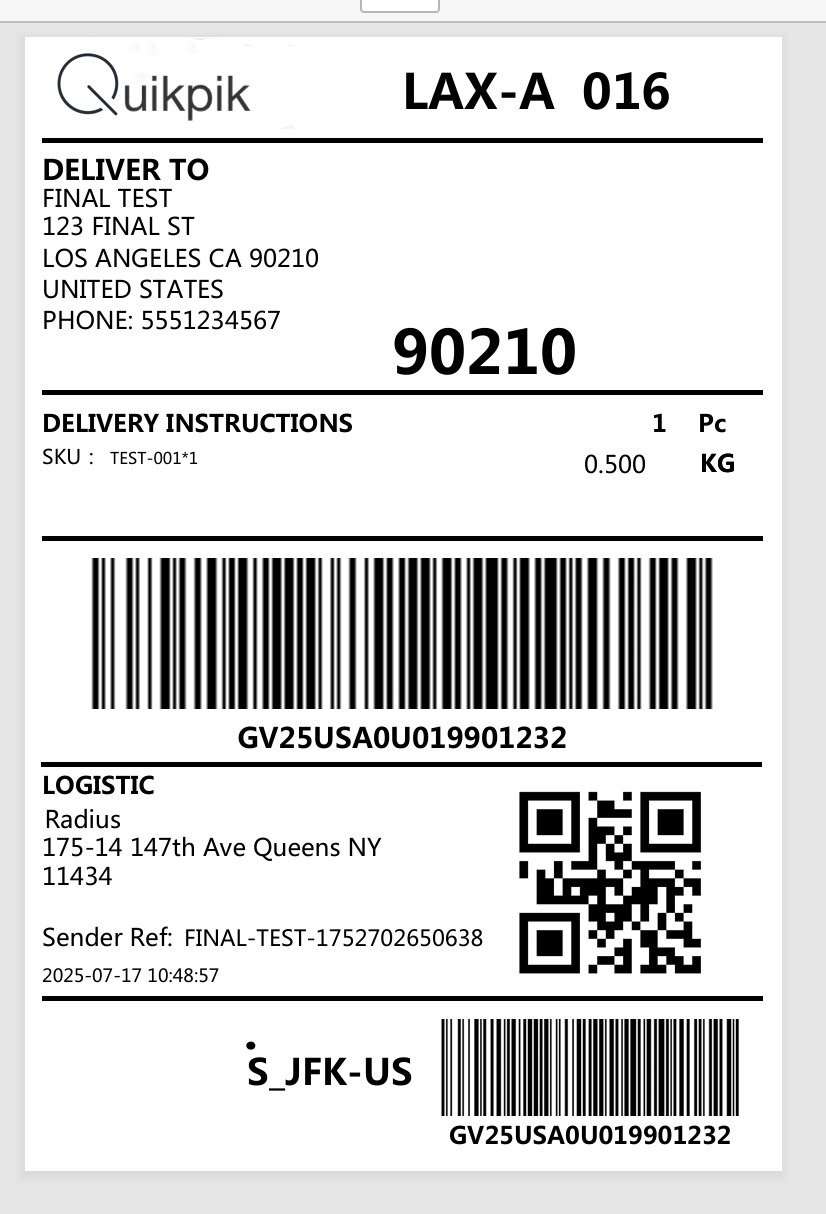 Quikpik
LAX-A 016
DELIVER TO
FINAL TEST
123 FINAL ST
LOS ANGELES CA 90210
UNITED STATES
PHONE: 5551234567
90210
DELIVERY INSTRUCTIONS 1 Pc
SKU : TEST-001*1 0.500 KG
GV25USA0U019901232
LOGISTIC
Radius
175-14 147th Ave Queens NY
11434
Sender Ref: FINAL-TEST-1752702650638
2025-07-17 10:48:57
S_JFK-US
GV25USA0U019901232